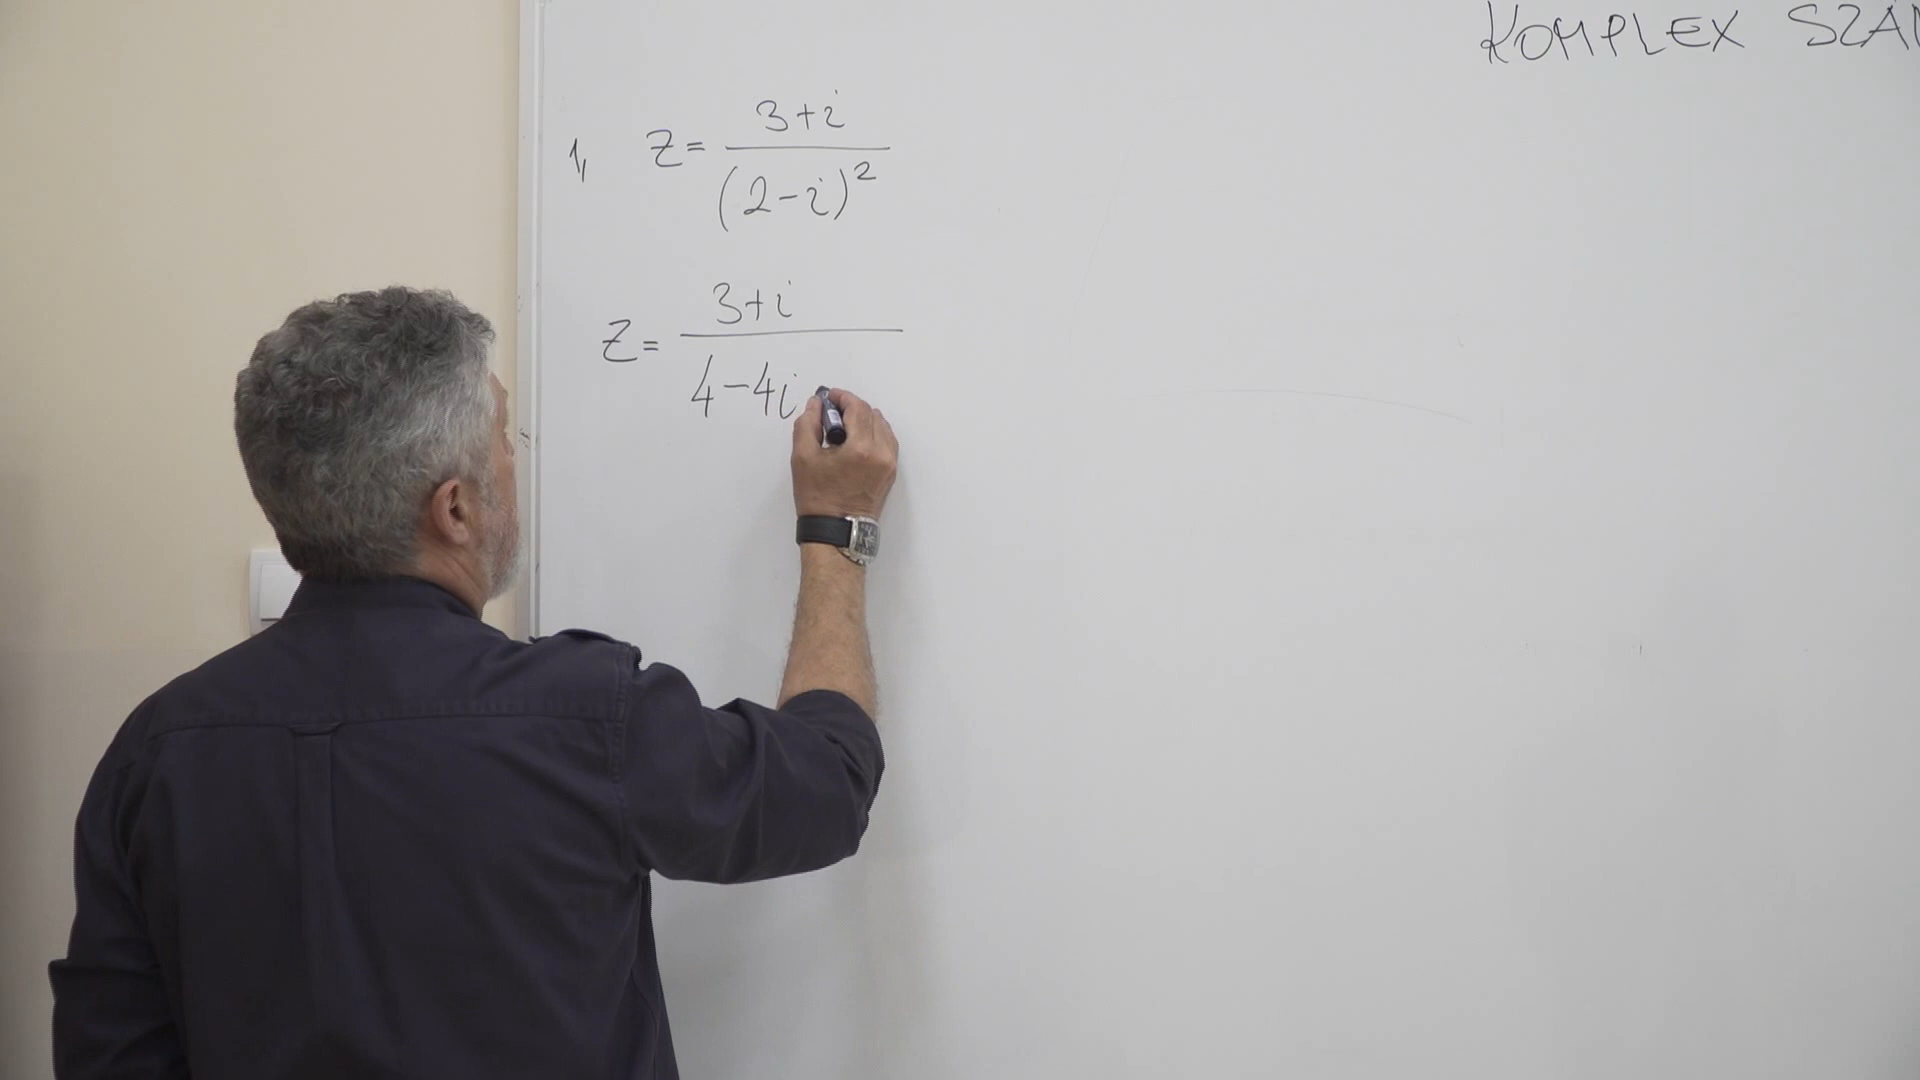 KOMPLEX SZÁ
1, z = 3+i / (2-i)²
z = 3+i / 4-4i